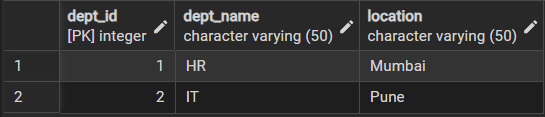 dept_id dept_name location
[PK] integer character varying (50) character varying (50)
1 1 HR Mumbai
2 2 IT Pune